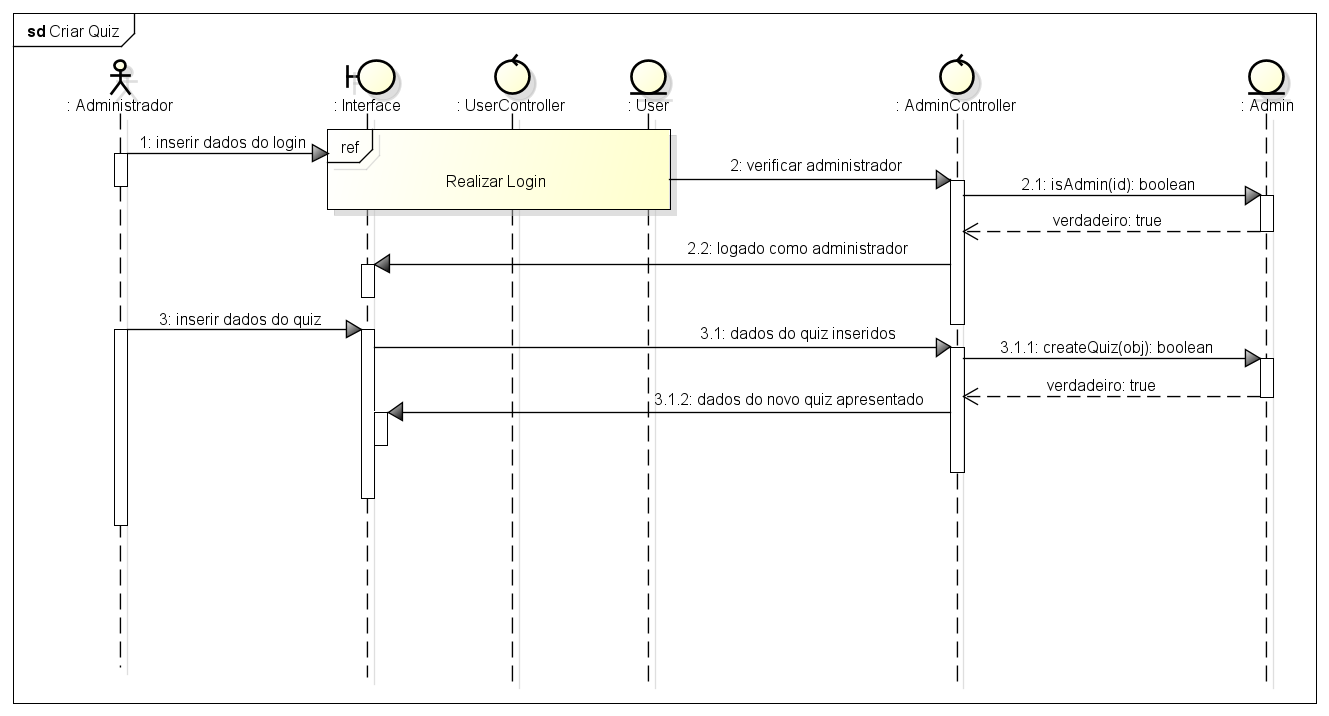 sd Criar Quiz
: Administrador
: Interface
: UserController
: User
: AdminController
: Admin
1: inserir dados do login
ref
Realizar Login
2: verificar administrador
2.1: isAdmin(id): boolean
verdadeiro: true
2.2: logado como administrador
3: inserir dados do quiz
3.1: dados do quiz inseridos
3.1.1: createQuiz(obj): boolean
verdadeiro: true
3.1.2: dados do novo quiz apresentado